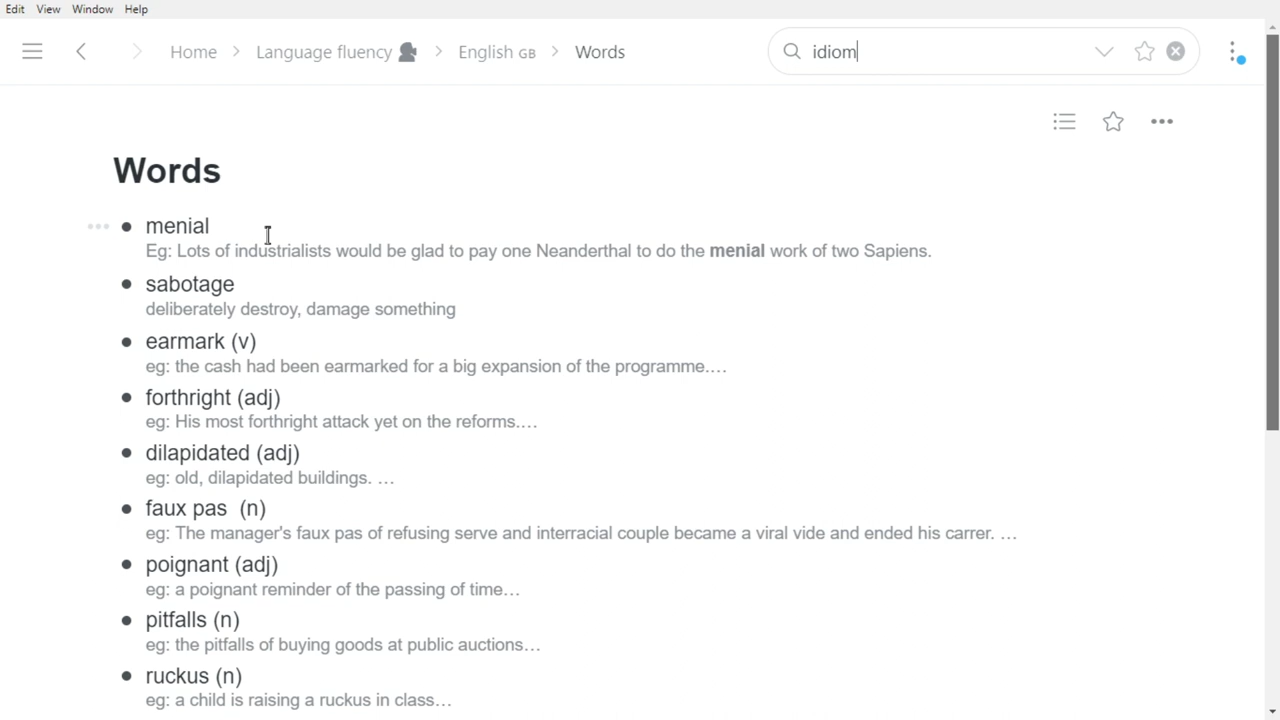 Edit View Window Help
Home > Language fluency > English GB > Words
idiom
Words
menial
Eg: Lots of industrialists would be glad to pay one Neanderthal to do the menial work of two Sapiens.
sabotage
deliberately destroy, damage something
earmark (v)
eg: the cash had been earmarked for a big expansion of the programme....
forthright (adj)
eg: His most forthright attack yet on the reforms....
dilapidated (adj)
eg: old, dilapidated buildings. ...
faux pas  (n)
eg: The manager's faux pas of refusing serve and interracial couple became a viral vide and ended his carrer. ...
poignant (adj)
eg: a poignant reminder of the passing of time...
pitfalls (n)
eg: the pitfalls of buying goods at public auctions...
ruckus (n)
eg: a child is raising a ruckus in class...